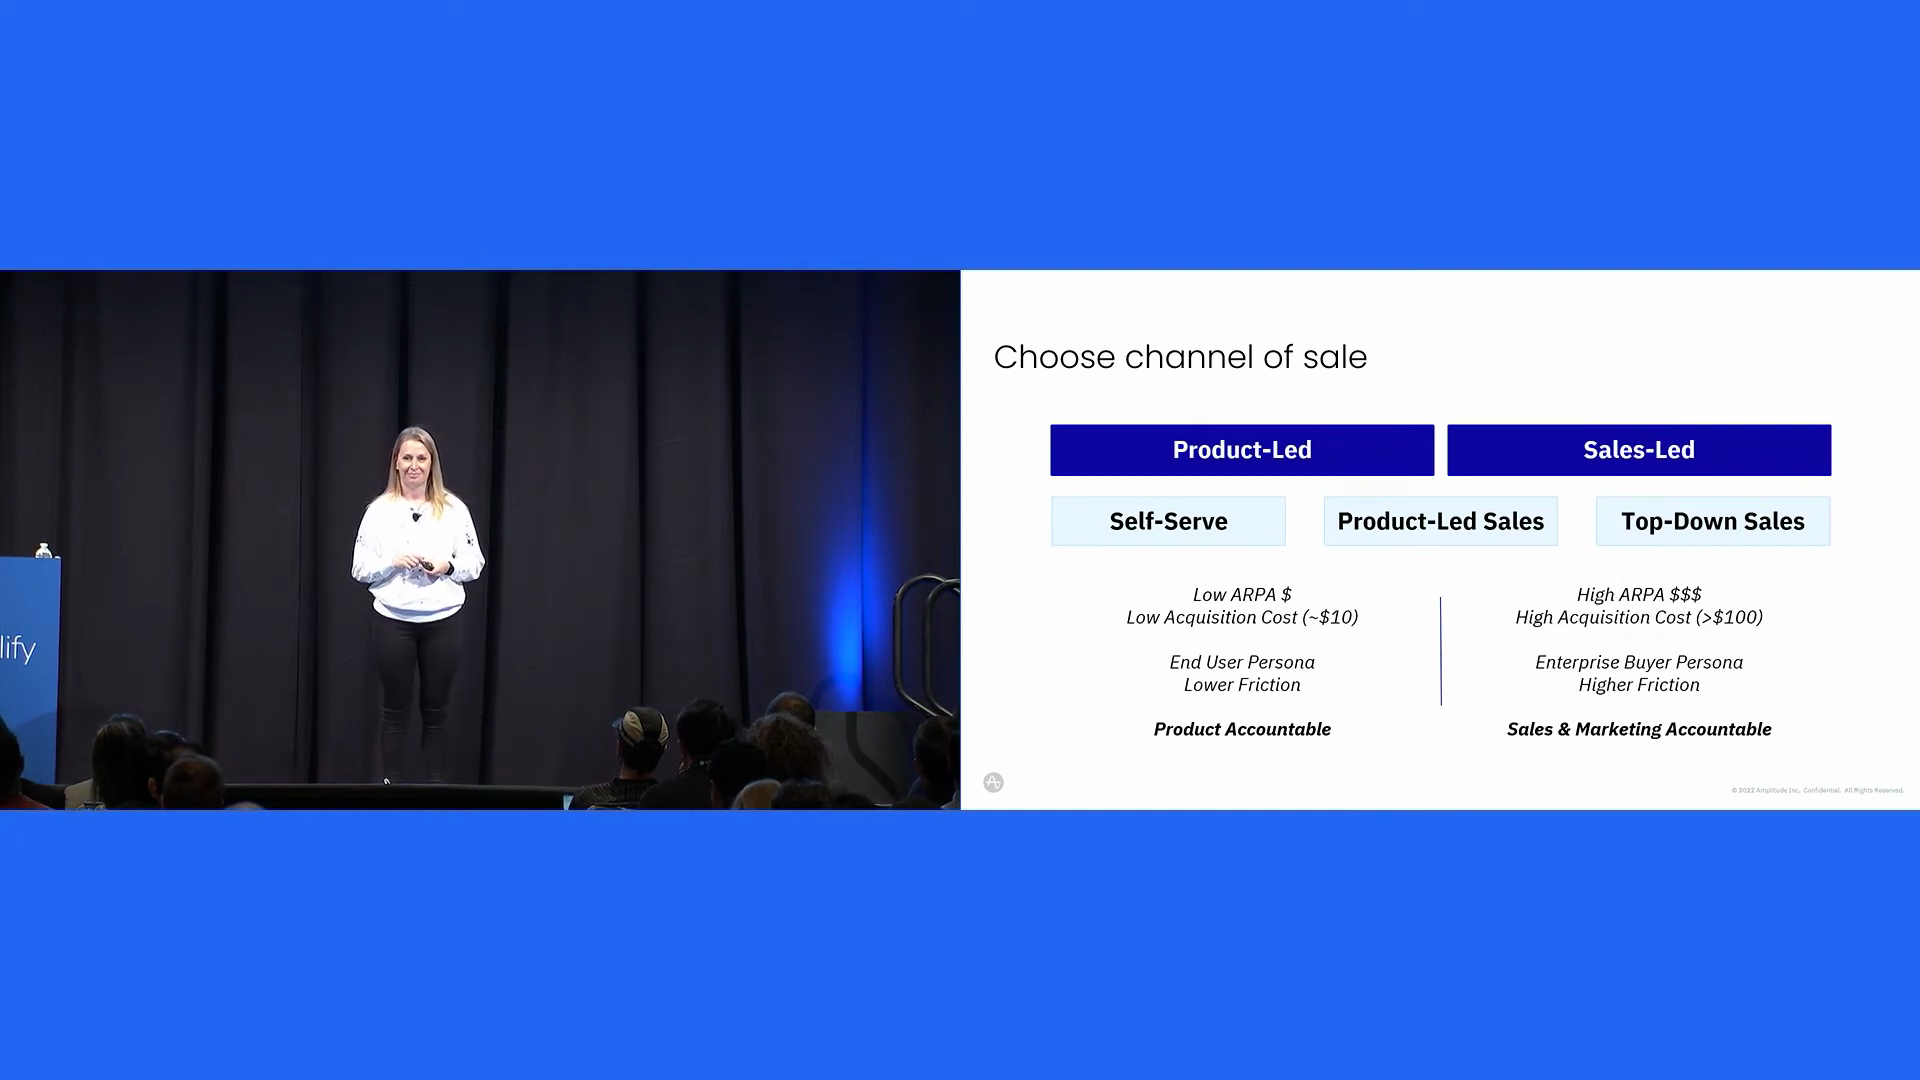 lify
Choose channel of sale
Product-Led
Sales-Led
Self-Serve
Product-Led Sales
Top-Down Sales
Low ARPA $
Low Acquisition Cost (~$10)
End User Persona
Lower Friction
Product Accountable
High ARPA $$$
High Acquisition Cost (>$100)
Enterprise Buyer Persona
Higher Friction
Sales & Marketing Accountable
© 2022 Amplitude Inc. Confidential. All Rights Reserved.